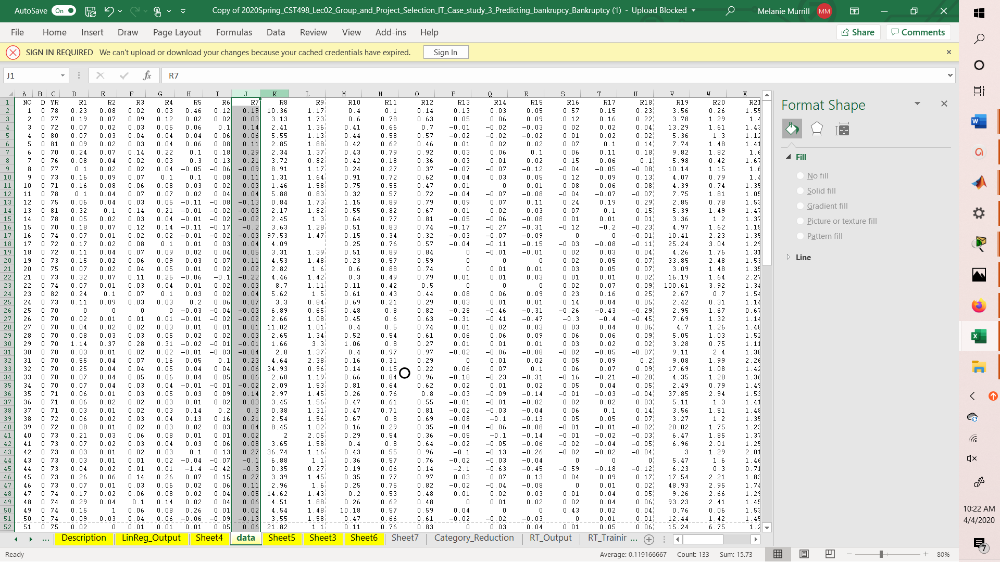 AutoSave On Copy of 2020Spring_CST498_Lec02_Group_and_Project_Selection_IT_Case_study_3_Predicting_bankrupcy_Bankruptcy (1) - Upload Blocked Melanie Murrill MM
File Home Insert Draw Page Layout Formulas Data Review View Add-ins Help Share Comments
SIGN IN REQUIRED We can't upload or download your changes because your cached credentials have expired. Sign In
J1 fx R7
A B C D E F G H I J K L M N O P Q R S T U V W X
1 NO D YR R1 R2 R3 R4 R5 R6 R7 R8 R9 R10 R11 R12 R13 R14 R15 R16 R17 R18 R19 R20 R21
2 1 0 78 0.23 0.08 0.02 0.03 0.46 0.12 0.19 10.36 1.17 0.4 0.1 0.14 0.13 0.03 0.05 0.57 0.15 0.23 3.56 0.26 1.55
3 2 0 77 0.19 0.07 0.09 0.12 0.02 0.02 0.03 3.13 1.73 0.6 0.78 0.63 0.05 0.06 0.09 0.12 0.16 0.22 3.78 1.29 1.4
4 3 0 72 0.07 0.02 0.03 0.05 0.06 0.1 0.14 2.41 1.36 0.41 0.66 0.7 -0.01 -0.02 -0.03 0.02 0.02 0.04 13.29 1.61 1.43
5 4 0 80 0.07 0.03 0.04 0.04 0.04 0.06 0.06 5.55 1.13 0.44 0.58 0.57 -0.02 -0.02 -0.02 0.01 0.02 0.02 5.36 1.3 1.12
6 5 0 81 0.09 0.02 0.03 0.04 0.06 0.08 0.11 2.85 1.88 0.42 0.62 0.46 0.01 0.02 0.02 0.07 0.1 0.14 7.74 1.48 1.41
7 6 0 70 0.24 0.07 0.14 0.22 0.1 0.18 0.29 2.34 1.37 0.43 0.79 0.92 0.03 0.06 0.1 0.06 0.11 0.18 9.82 1.82 1.6
8 7 0 76 0.08 0.04 0.02 0.03 0.3 0.13 0.21 3.72 0.82 0.42 0.18 0.36 0.03 0.01 0.02 0.15 0.06 0.1 5.98 0.42 1.67
9 8 0 77 0.1 0.02 0.02 0.04 -0.05 -0.06 -0.09 8.91 1.17 0.24 0.27 0.37 -0.07 -0.07 -0.12 -0.04 -0.05 -0.08 10.14 1.15 1.6
10 9 0 73 0.16 0.09 0.07 0.1 0.1 0.08 0.11 1.31 1.64 0.91 0.72 0.62 0.04 0.03 0.05 0.12 0.09 0.13 4.07 0.79 1.4
11 10 0 71 0.16 0.08 0.06 0.08 0.03 0.02 0.03 1.46 1.58 0.75 0.55 0.47 0.01 0 0.01 0.08 0.06 0.08 4.39 0.74 1.35
12 11 0 78 0.1 0.04 0.07 0.07 0.02 0.04 0.04 5.88 0.83 0.32 0.57 0.72 -0.04 -0.07 -0.08 -0.04 -0.07 -0.07 7.75 1.81 1.05
13 12 0 75 0.06 0.04 0.03 0.05 -0.11 -0.08 -0.13 0.84 1.73 1.15 0.89 0.79 0.09 0.07 0.11 0.24 0.19 0.29 2.85 0.78 1.53
14 13 0 81 0.32 0.1 0.14 0.21 -0.01 -0.02 -0.03 2.17 1.82 0.55 0.82 0.67 0.01 0.02 0.03 0.07 0.1 0.15 5.39 1.49 1.47
15 14 0 78 0.05 0.02 0.03 0.04 -0.01 -0.02 -0.02 2.45 1.3 0.64 0.77 0.81 -0.05 -0.06 -0.08 0.01 0.01 0.01 3.36 1.2 1.37
16 15 0 70 0.18 0.07 0.12 0.14 -0.11 -0.17 -0.2 3.63 1.28 0.51 0.83 0.74 -0.17 -0.27 -0.31 -0.12 -0.2 -0.23 4.97 1.62 1.15
17 16 0 74 0.07 0.01 0.02 0.02 -0.01 -0.02 -0.03 97.53 1.47 0.15 0.34 0.32 -0.03 -0.07 -0.09 0 0 -0.01 10.41 2.23 1.35
18 17 0 72 0.17 0.02 0.08 0.1 0.01 0.03 0.04 4.09 0.25 0.76 0.57 -0.04 -0.11 -0.15 -0.03 -0.08 -0.11 25.24 3.04 1.29
19 18 0 72 0.11 0.04 0.07 0.09 0.02 0.04 0.05 3.31 1.39 0.51 0.89 0.84 0 -0.01 -0.01 0.02 0.03 0.04 4.26 1.76 1.31
20 19 0 73 0.15 0.02 0.06 0.09 0.03 0.07 0.11 4.53 1.48 0.23 0.57 0.59 0 0 0 0.02 0.05 0.07 33.85 2.48 1.53
21 20 0 75 0.07 0.02 0.04 0.05 0.01 0.02 0.02 2.82 1.6 0.6 0.88 0.74 0 0.01 0.01 0.03 0.05 0.07 3.09 1.48 1.35
22 21 0 73 0.32 0.07 0.11 0.25 -0.06 -0.1 -0.22 4.46 1.42 0.3 0.49 0.79 0.01 0.01 0.03 0.01 0.01 0.02 16.19 1.64 2.27
23 22 0 74 0.07 0.01 0.03 0.04 0.01 0.02 0.03 8.7 1.11 0.11 0.42 0.5 0 0 0 0.02 0.07 0.09 100.61 3.92 1.34
24 23 0 82 0.24 0.1 0.07 0.1 0.03 0.02 0.04 5.62 1.5 0.61 0.43 0.44 0.08 0.06 0.09 0.23 0.16 0.25 2.67 0.7 1.54
25 24 0 73 0.11 0.09 0.03 0.03 0.2 0.06 0.07 3.3 0.84 0.69 0.21 0.29 0.03 0.01 0.01 0.14 0.04 0.05 2.42 0.31 1.14
26 25 0 70 0 0 0 0 -0.03 -0.04 -0.03 6.89 0.65 0.48 0.8 0.82 -0.28 -0.46 -0.31 -0.26 -0.43 -0.29 2.95 1.67 0.67
27 26 0 70 0.02 0.01 0.01 0.01 -0.01 -0.02 -0.02 2.66 1.08 0.45 0.6 0.63 -0.31 -0.41 -0.47 -0.3 -0.4 -0.45 7.69 1.32 1.14
28 27 0 70 0.04 0.02 0.02 0.03 0.01 0.01 0.01 11.02 1.01 0.4 0.5 0.74 0.01 0.02 0.03 0.03 0.04 0.06 4.7 1.26 1.48
29 28 0 70 0.08 0.03 0.03 0.05 0.02 0.02 0.03 2.65 1.34 0.52 0.54 0.61 0.06 0.06 0.09 0.06 0.06 0.09 5.05 1.03 1.52
30 29 0 70 1.14 0.37 0.28 0.31 -0.02 -0.01 -0.01 1.66 3.3 1.06 0.8 0.27 0.01 0.01 0.01 0.03 0.02 0.02 3.28 0.75 1.11
31 30 0 70 0.03 0.01 0.02 0.02 -0.01 -0.03 -0.04 2.8 1.37 0.4 0.97 0.97 -0.02 -0.06 -0.08 -0.02 -0.05 -0.07 9.11 2.4 1.38
32 31 0 70 0.55 0.04 0.07 0.16 0.05 0.1 0.23 4.64 2.38 0.16 0.31 0.29 0 0.01 0.02 0.05 0.09 0.2 9.08 1.99 2.26
33 32 0 70 0.25 0.04 0.04 0.05 0.04 0.04 0.06 34.93 0.96 0.14 0.15 0.22 0.06 0.07 0.1 0.06 0.07 0.09 17.69 1.08 1.42
34 33 0 70 0.07 0.04 0.05 0.06 0.04 0.05 0.06 2.68 1.19 0.66 0.84 0.96 -0.18 -0.23 -0.31 -0.16 -0.21 -0.28 4.35 1.28 1.36
35 34 0 70 0.07 0.04 0.03 0.04 -0.01 -0.01 -0.02 2.09 1.53 0.81 0.64 0.62 0.02 0.01 0.02 0.05 0.04 0.05 2.49 0.79 1.49
36 35 0 71 0.06 0.01 0.03 0.05 0.03 0.09 0.14 2.97 1.45 0.26 0.76 0.8 -0.03 -0.09 -0.14 -0.01 -0.03 -0.04 37.85 2.94 1.53
37 36 0 71 0.06 0.02 0.02 0.03 0.01 0.02 0.03 3.45 1.56 0.47 0.61 0.55 -0.01 -0.01 -0.02 0.02 0.02 0.03 5.11 1.3 1.41
38 37 0 71 0.03 0.01 0.02 0.03 0.14 0.2 0.3 0.38 1.31 0.47 0.71 0.81 -0.02 -0.03 -0.04 0.06 0.1 0.14 3.56 1.51 1.48
39 38 0 72 0.06 0.02 0.03 0.04 0.13 0.16 0.21 2.54 1.56 0.67 0.8 0.69 -0.08 -0.1 -0.13 0.05 0.05 0.07 3.27 1.2 1.35
40 39 0 72 0.08 0.01 0.02 0.03 0.02 0.03 0.04 8.45 1.02 0.16 0.29 0.35 -0.04 -0.06 -0.08 -0.01 -0.01 -0.02 20.02 1.75 1.23
41 40 0 73 0.21 0.03 0.06 0.08 0.01 0.01 0.02 2 2.05 0.29 0.54 0.36 -0.05 -0.1 -0.14 -0.01 -0.02 -0.03 6.47 1.85 1.37
42 41 0 73 0.07 0.02 0.03 0.04 0.03 0.06 0.08 3.65 1.58 0.4 0.8 0.64 -0.02 -0.05 -0.06 -0.02 -0.04 -0.05 6.96 2.01 1.25
43 42 0 73 0.03 0.01 0.02 0.03 0.1 0.13 0.27 36.74 1.16 0.43 0.55 0.96 -0.1 -0.13 -0.26 -0.02 -0.02 -0.04 3 1.29 2.01
44 43 0 73 0.03 0.01 0.01 0.02 -0.04 -0.07 -0.1 6.88 1.1 0.36 0.57 0.76 -0.02 -0.03 -0.04 0 0 0 5.47 1.6 1.46
45 44 0 73 0.04 0.02 0.01 0.01 -1.4 -0.42 -0.3 0.35 0.27 0.19 0.06 0.14 -2.1 -0.63 -0.45 -0.59 -0.18 -0.12 6.23 0.3 0.71
46 45 0 73 0.26 0.06 0.14 0.26 0.07 0.15 0.27 3.39 1.45 0.35 0.77 0.97 0.03 0.07 0.13 0.04 0.09 0.17 17.54 2.21 1.83
47 46 0 73 0.07 0.01 0.03 0.06 0.02 0.06 0.11 2.96 1.6 0.25 0.75 0.82 -0.02 -0.04 -0.08 0 0.01 0.02 48.93 2.95 1.74
48 47 0 74 0.17 0.02 0.06 0.08 0.02 0.04 0.05 14.62 1.43 0.2 0.53 0.48 0.01 0.02 0.03 0.01 0.04 0.05 9.26 2.66 1.29
49 48 0 74 0.29 0.04 0.1 0.14 0.02 0.04 0.06 4.51 1.88 0.26 0.62 0.48 0 0.01 0.02 0.02 0.04 0.06 93.23 2.41 1.45
50 49 0 74 0.15 1 0.06 0.08 0.26 0.01 0.02 4.54 1.48 10.18 0.57 0.59 0.04 0 0 0.43 0.02 0.04 0.76 0.06 1.53
51 50 0 74 0.09 0.03 0.04 0.06 -0.06 -0.09 -0.13 3.55 1.58 0.47 0.66 0.61 -0.02 -0.02 -0.03 0 0.01 0.01 12.44 1.42 1.45
52 51 0 75 0.02 0 0.01 0.01 0.01 0.05 0.06 21.82 1.1 0.11 0.76 0.83 0 0.03 0.04 0.01 0.05 0.06 15.24 6.75 1.2
Format Shape
Fill
No fill
Solid fill
Gradient fill
Picture or texture fill
Pattern fill
Line
... Description LinReg_Output Sheet4 data Sheet5 Sheet3 Sheet6 Sheet7 Category_Reduction RT_Output RT_Trainir ...
Ready Average: 0.119166667 Count: 133 Sum: 15.73 80%
10:22 AM
4/4/2020
7